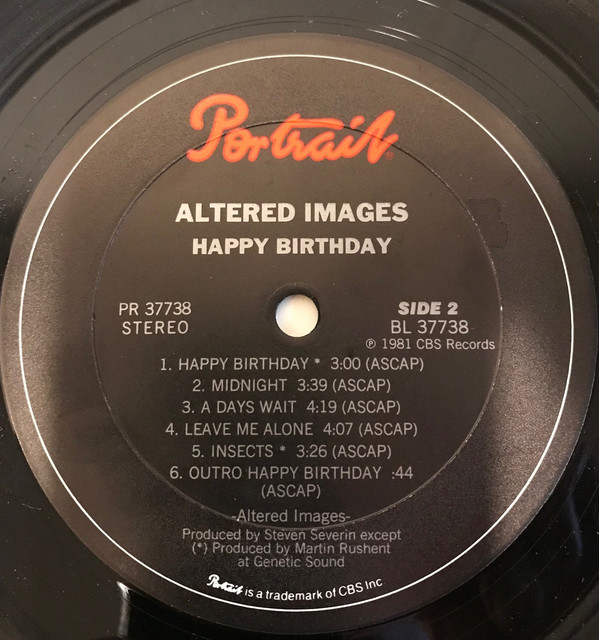 Portrait
ALTERED IMAGES
HAPPY BIRTHDAY
PR 37738
STEREO
SIDE 2
BL 37738
℗ 1981 CBS Records
1. HAPPY BIRTHDAY * 3:00 (ASCAP)
2. MIDNIGHT 3:39 (ASCAP)
3. A DAYS WAIT 4:19 (ASCAP)
4. LEAVE ME ALONE 4:07 (ASCAP)
5. INSECTS * 3:26 (ASCAP)
6. OUTRO HAPPY BIRTHDAY :44
(ASCAP)
-Altered Images-
Produced by Steven Severin except
(*) Produced by Martin Rushent
at Genetic Sound
Portrait is a trademark of CBS Inc